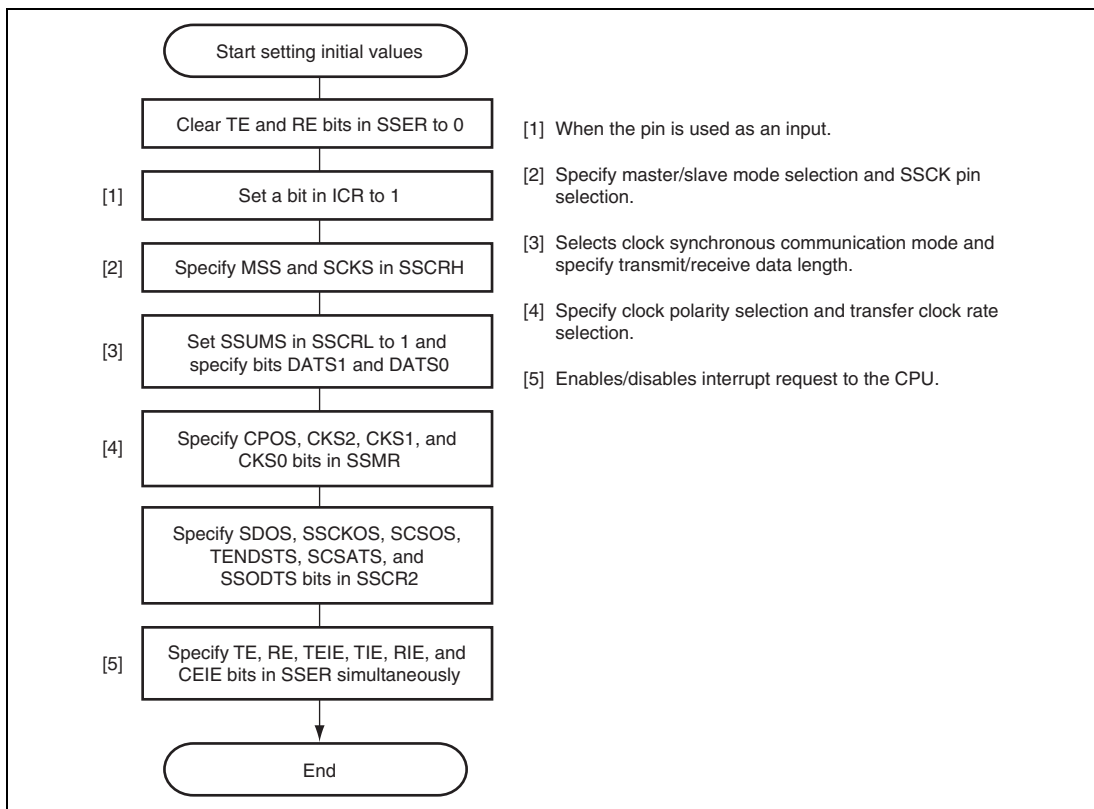 Start setting initial values
Clear TE and RE bits in SSER to 0
[1] Set a bit in ICR to 1
[2] Specify MSS and SCKS in SSCRH
[3] Set SSUMS in SSCRL to 1 and
specify bits DATS1 and DATS0
[4] Specify CPOS, CKS2, CKS1, and
CKS0 bits in SSMR
Specify SDOS, SSCKOS, SCSOS,
TENDSTS, SCSATS, and
SSODTS bits in SSCR2
[5] Specify TE, RE, TEIE, TIE, RIE, and
CEIE bits in SSER simultaneously
End
[1] When the pin is used as an input.
[2] Specify master/slave mode selection and SSCK pin
selection.
[3] Selects clock synchronous communication mode and
specify transmit/receive data length.
[4] Specify clock polarity selection and transfer clock rate
selection.
[5] Enables/disables interrupt request to the CPU.